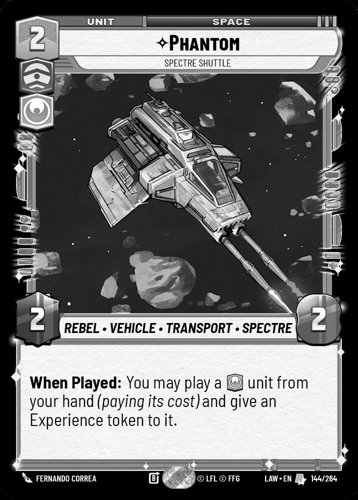 UNIT SPACE
2
✧PHANTOM
SPECTRE SHUTTLE
2
2
REBEL • VEHICLE • TRANSPORT • SPECTRE
When Played: You may play a unit from
your hand (paying its cost) and give an
Experience token to it.
FERNANDO CORREA © LFL © FFG LAW • EN 144/264